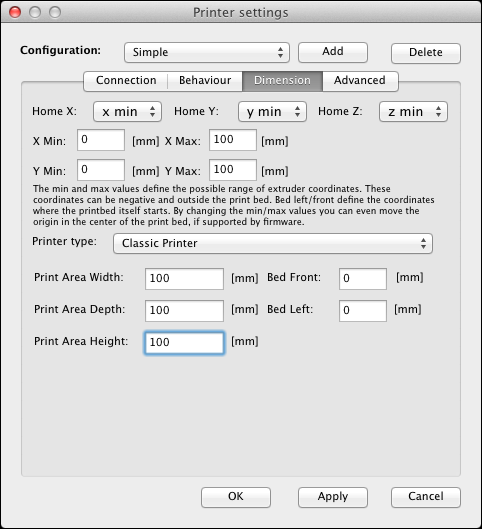 Printer settings
Configuration: Simple Add Delete
Connection Behaviour Dimension Advanced
Home X: x min Home Y: y min Home Z: z min
X Min: 0 [mm] X Max: 100 [mm]
Y Min: 0 [mm] Y Max: 100 [mm]
The min and max values define the possible range of extruder coordinates. These
coordinates can be negative and outside the print bed. Bed left/front define the coordinates
where the printbed itself starts. By changing the min/max values you can even move the
origin in the center of the print bed, if supported by firmware.
Printer type: Classic Printer
Print Area Width: 100 [mm] Bed Front: 0 [mm]
Print Area Depth: 100 [mm] Bed Left: 0 [mm]
Print Area Height: 100 [mm]
OK Apply Cancel